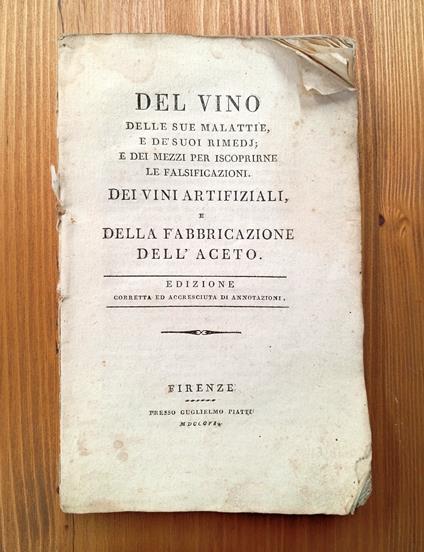 DEL VINO
DELLE SUE MALATTIE,
E DE' SUOI RIMEDJ;
E DEI MEZZI PER ISCOPRIRNE
LE FALSIFICAZIONI.
DEI VINI ARTIFIZIALI,
E
DELLA FABBRICAZIONE
DELL' ACETO.
EDIZIONE
CORRETTA ED ACCRESCIUTA DI ANNOTAZIONI.
FIRENZE
PRESSO GUGLIELMO PIATTI